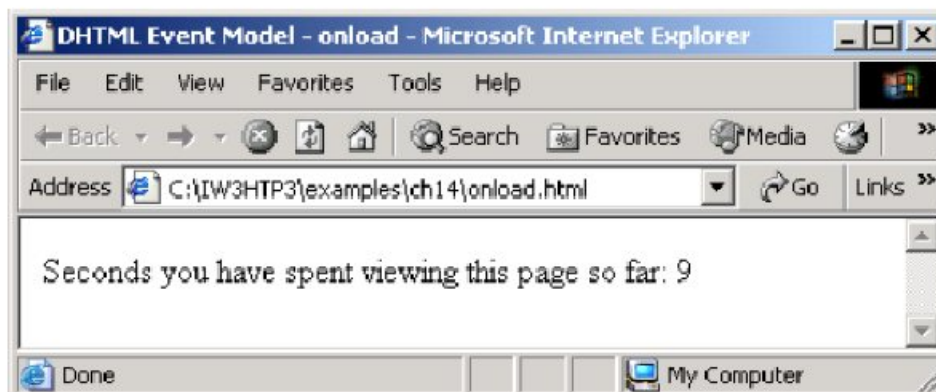 DHTML Event Model - onload - Microsoft Internet Explorer
File Edit View Favorites Tools Help
Back Search Favorites Media »
Address C:\IW3HTP3\examples\ch14\onload.html Go Links »
Seconds you have spent viewing this page so far: 9
Done My Computer